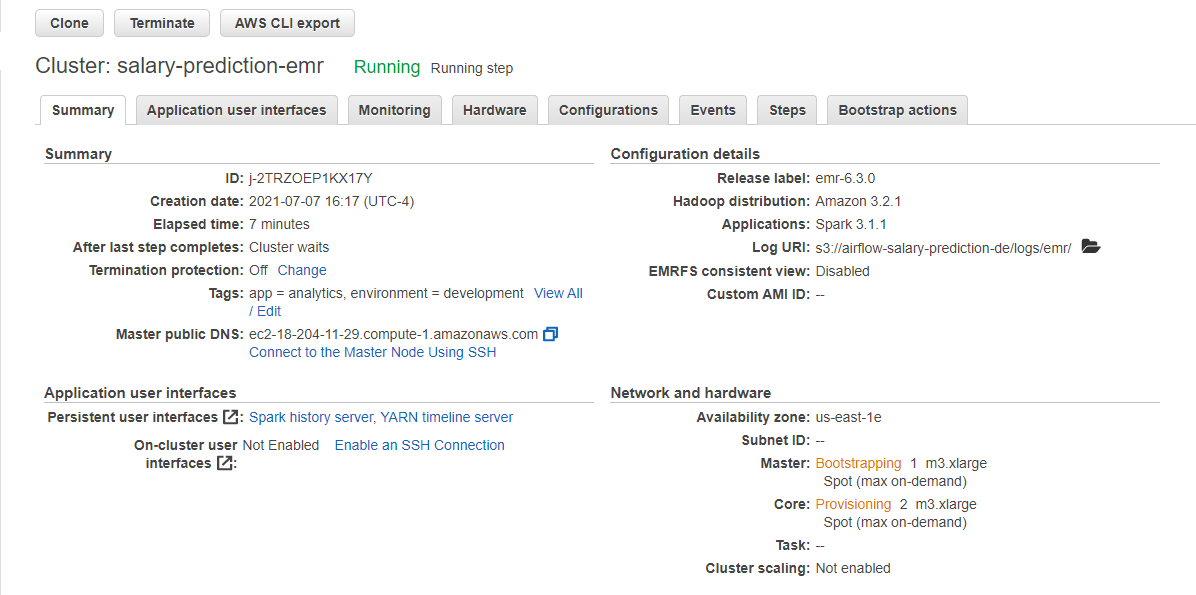 Clone Terminate AWS CLI export
Cluster: salary-prediction-emr Running Running step
Summary Application user interfaces Monitoring Hardware Configurations Events Steps Bootstrap actions
Summary
ID: j-2TRZOEP1KX17Y
Creation date: 2021-07-07 16:17 (UTC-4)
Elapsed time: 7 minutes
After last step completes: Cluster waits
Termination protection: Off Change
Tags: app = analytics, environment = development View All
/ Edit
Master public DNS: ec2-18-204-11-29.compute-1.amazonaws.com
Connect to the Master Node Using SSH
Configuration details
Release label: emr-6.3.0
Hadoop distribution: Amazon 3.2.1
Applications: Spark 3.1.1
Log URI: s3://airflow-salary-prediction-de/logs/emr/
EMRFS consistent view: Disabled
Custom AMI ID: --
Application user interfaces
Persistent user interfaces : Spark history server, YARN timeline server
On-cluster user Not Enabled Enable an SSH Connection
interfaces :
Network and hardware
Availability zone: us-east-1e
Subnet ID: --
Master: Bootstrapping 1 m3.xlarge
Spot (max on-demand)
Core: Provisioning 2 m3.xlarge
Spot (max on-demand)
Task: --
Cluster scaling: Not enabled